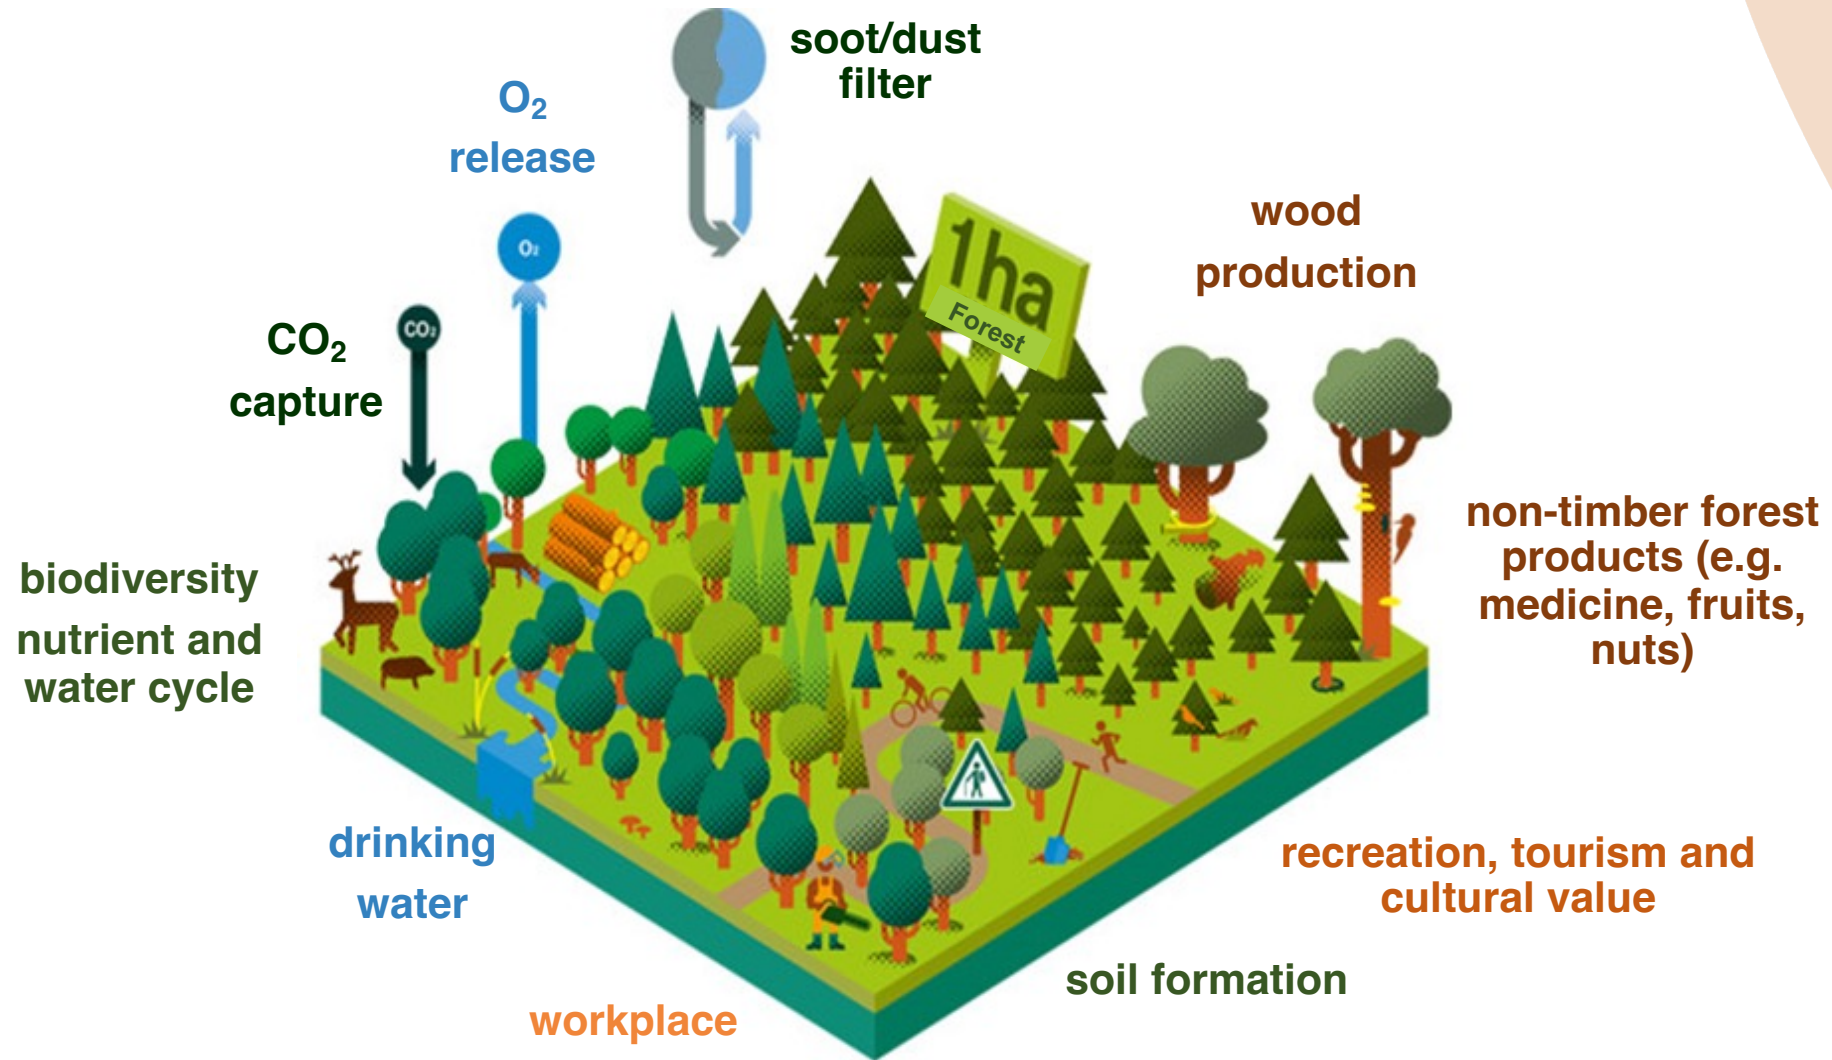 soot/dust
filter
O₂
release
O₂
1ha
Forest
wood
production
CO₂
CO₂
capture
non-timber forest
products (e.g.
medicine, fruits,
nuts)
biodiversity
nutrient and
water cycle
drinking
water
recreation, tourism and
cultural value
soil formation
workplace